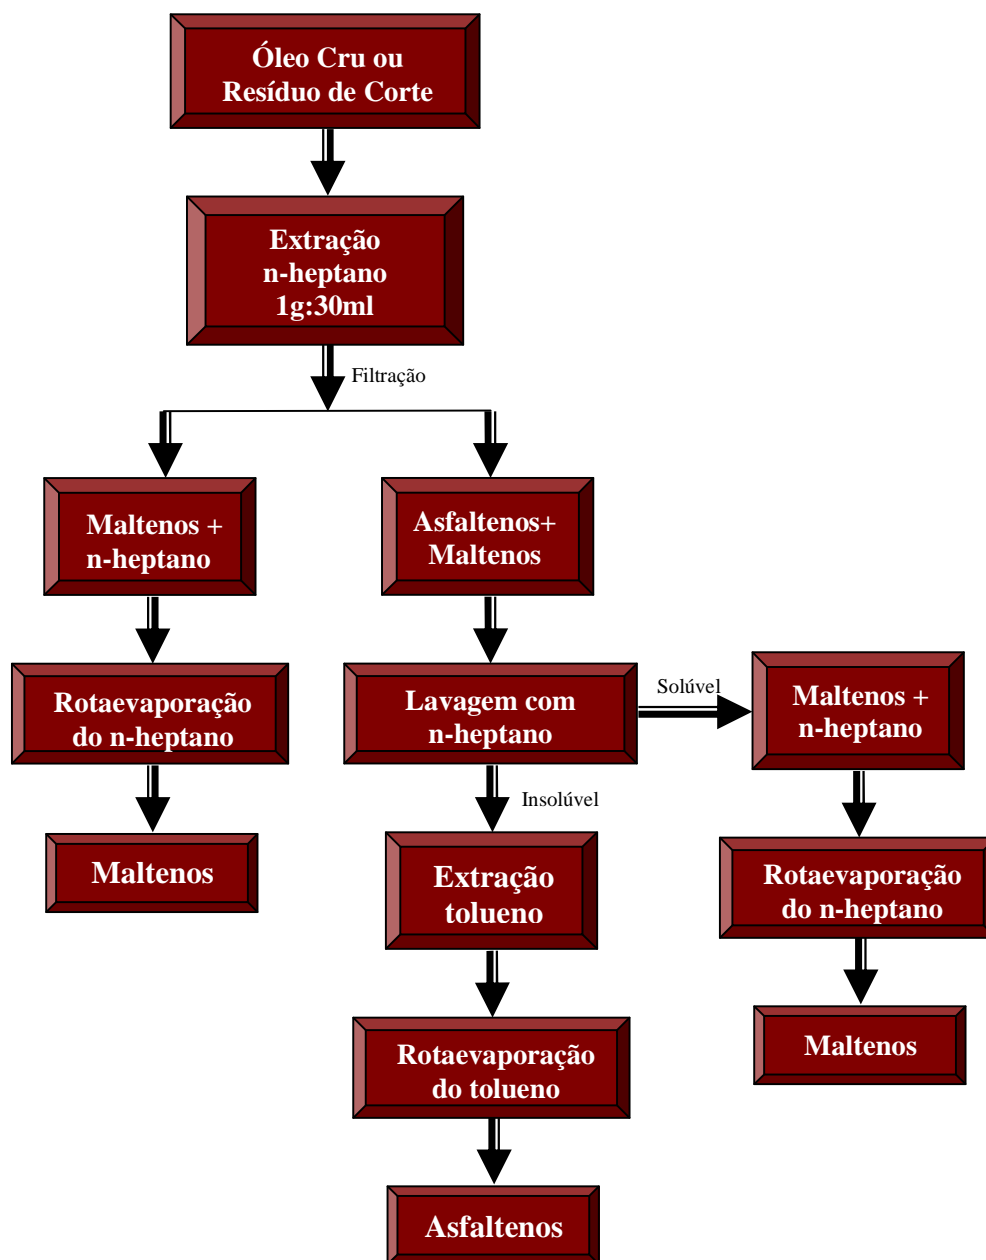 Óleo Cru ou
Resíduo de Corte
Extração
n-heptano
1g:30ml
Filtração
Maltenos +
n-heptano
Asfaltenos+
Maltenos
Rotaevaporação
do n-heptano
Lavagem com
n-heptano
Solúvel
Maltenos +
n-heptano
Insolúvel
Maltenos
Extração
tolueno
Rotaevaporação
do n-heptano
Rotaevaporação
do tolueno
Maltenos
Asfaltenos